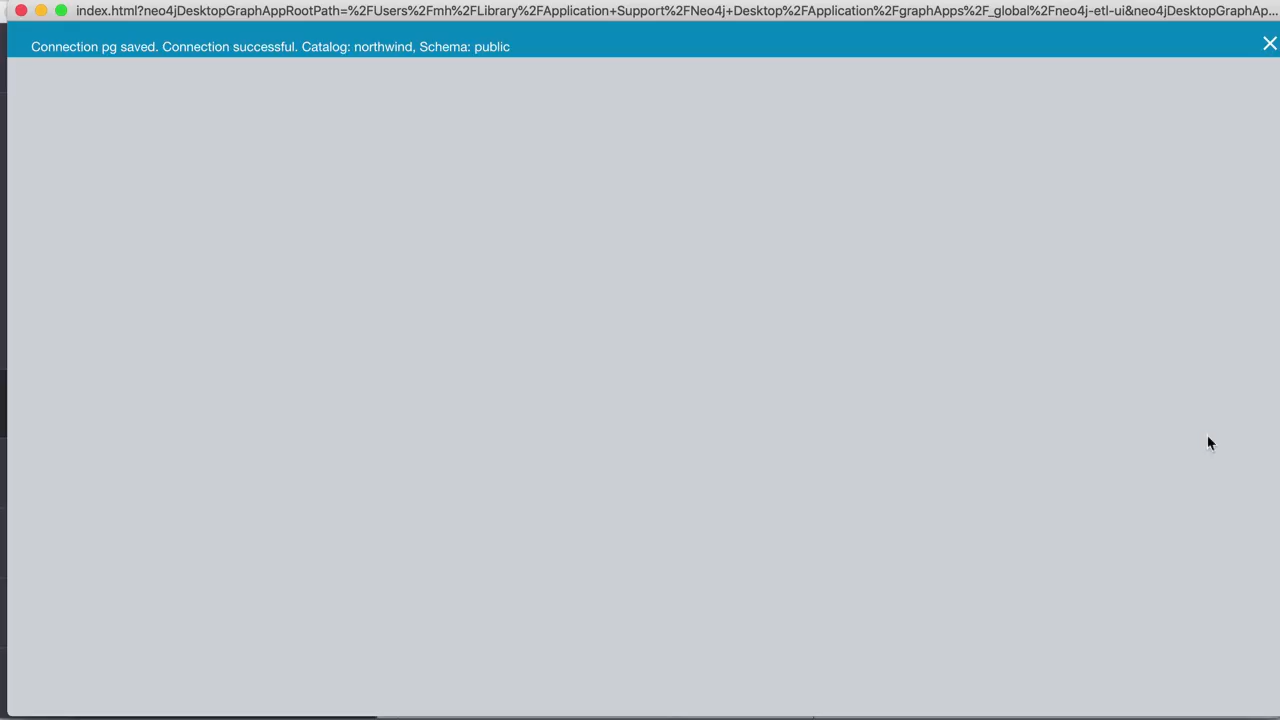 index.html?neo4jDesktopGraphAppRootPath=%2FUsers%2Fnh%2FLibrary%2FApplication+Support%2FNeo4j+Desktop%2FApplication%2FgraphApps%2F_global%2Fneo4j-etl-ui&neo4jDesktopGraphAp...
Connection pg saved. Connection successful. Catalog: northwind, Schema: public